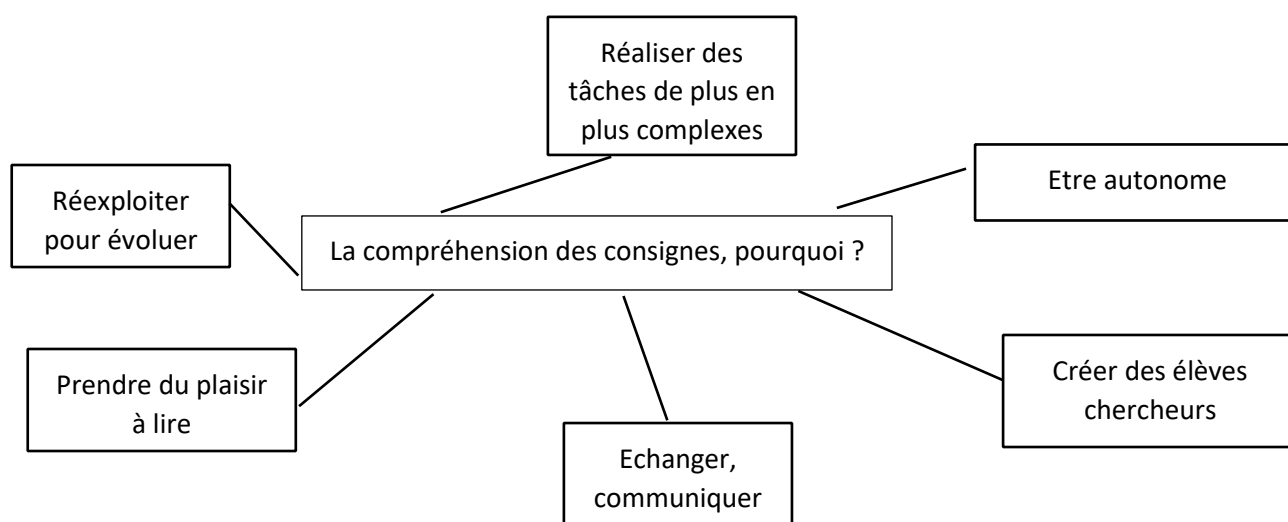 Réaliser des
tâches de plus en
plus complexes
Etre autonome
Réexploiter
pour évoluer
La compréhension des consignes, pourquoi ?
Prendre du plaisir
à lire
Créer des élèves
chercheurs
Echanger,
communiquer